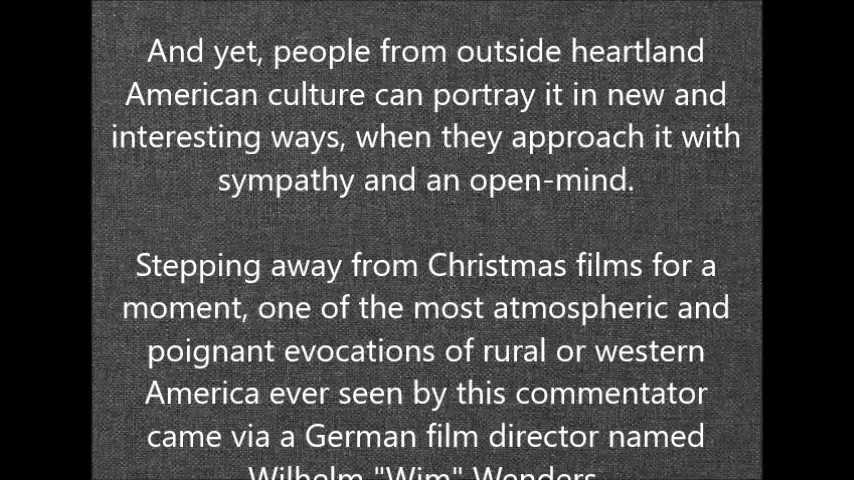 And yet, people from outside heartland
American culture can portray it in new and
interesting ways, when they approach it with
sympathy and an open-mind.
Stepping away from Christmas films for a
moment, one of the most atmospheric and
poignant evocations of rural or western
America ever seen by this commentator
came via a German film director named
Wilhelm "Wim" Wenders